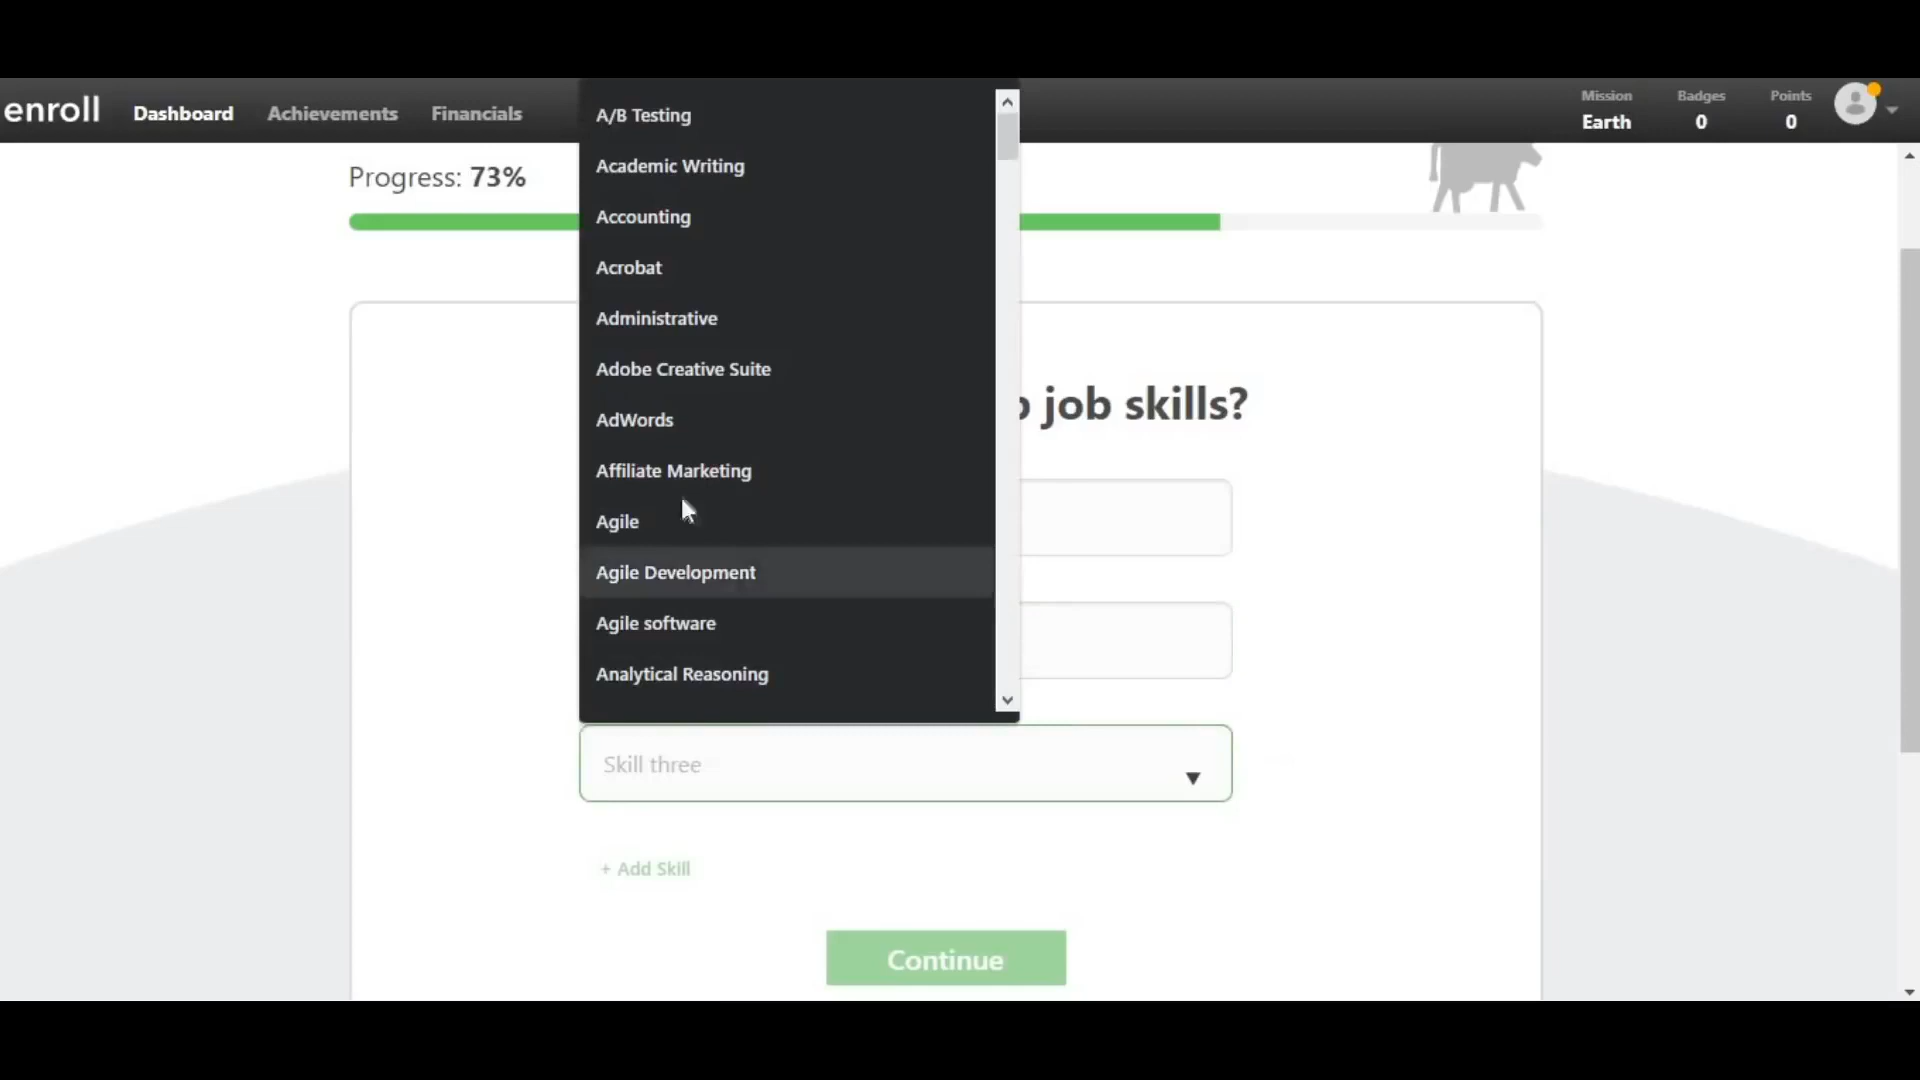 enroll
Dashboard
Achievements
Financials
Mission
Earth
Badges
0
Points
0
Progress: 73%
A/B Testing
Academic Writing
Accounting
Acrobat
Administrative
Adobe Creative Suite
AdWords
Affiliate Marketing
Agile
Agile Development
Agile software
Analytical Reasoning
job skills?
Skill three
+ Add Skill
Continue